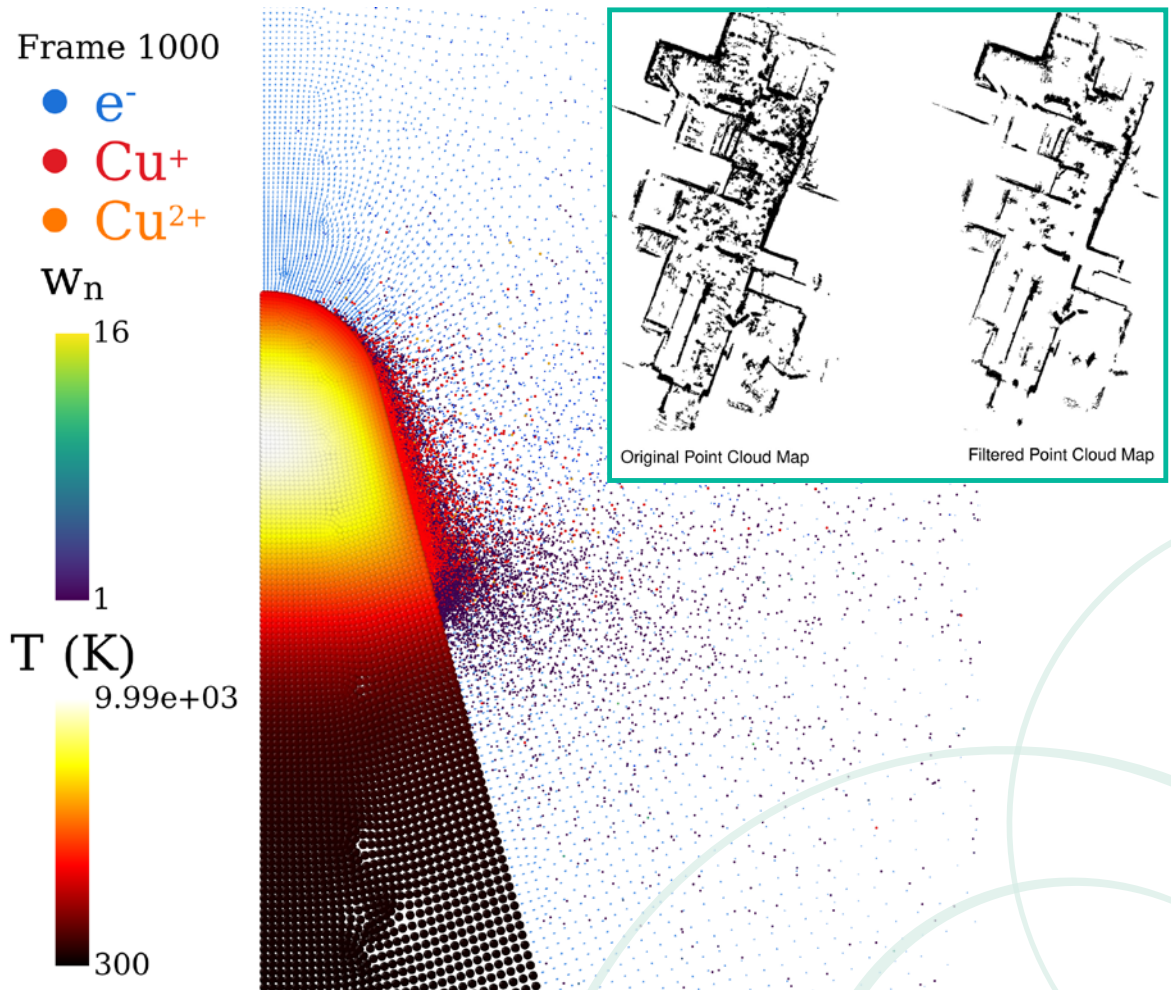 Frame 1000
e⁻
Cu⁺
Cu²⁺
wₙ
16
1
T (K)
9.99e+03
300
Original Point Cloud Map
Filtered Point Cloud Map